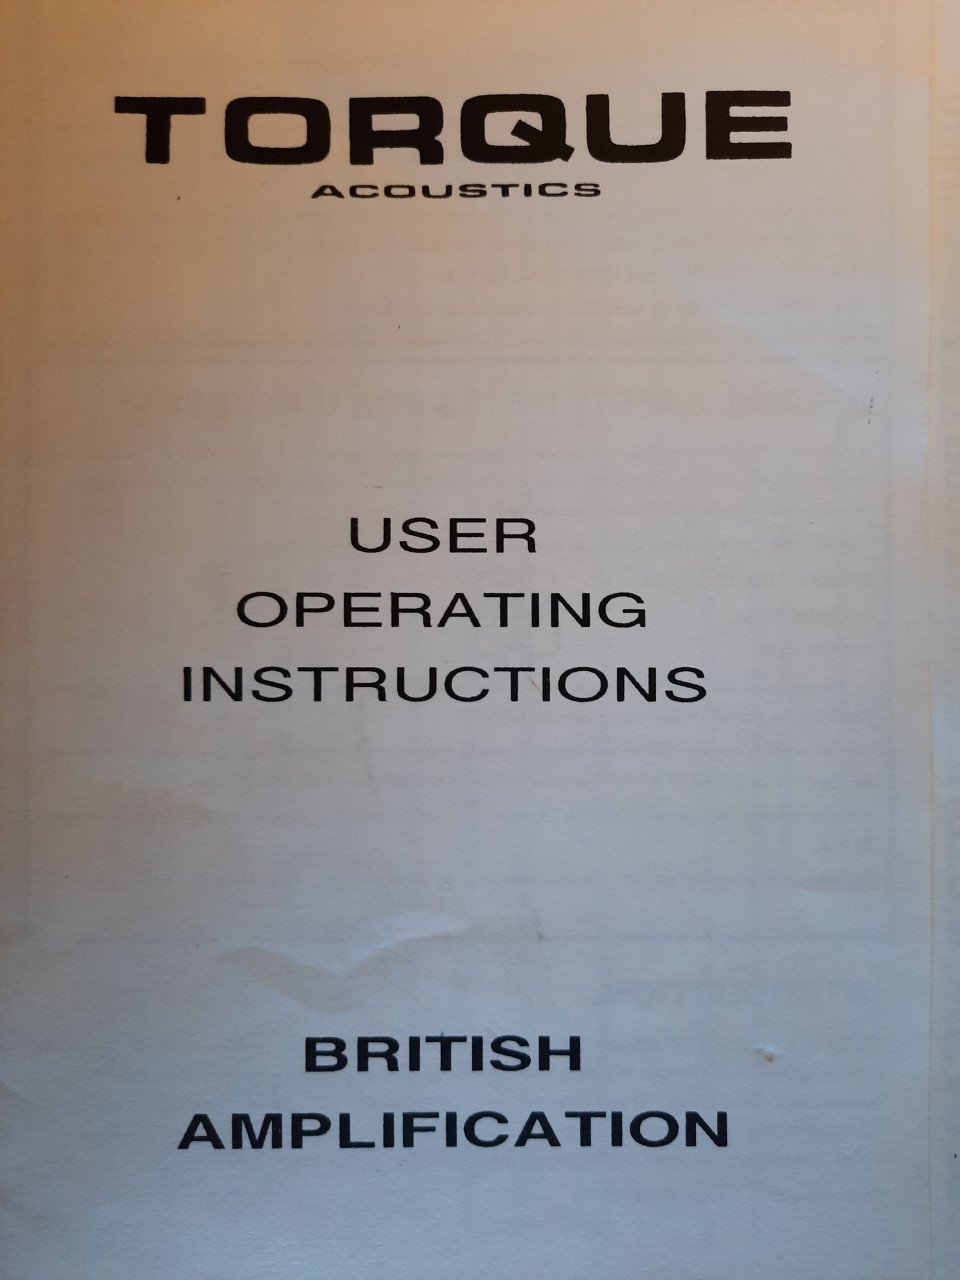 TORQUE
ACOUSTICS
USER
OPERATING
INSTRUCTIONS
BRITISH
AMPLIFICATION